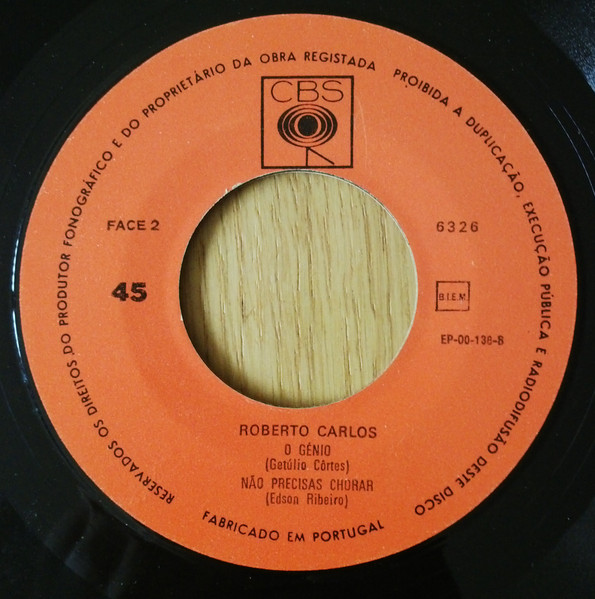 RESERVADOS OS DIREITOS DO PRODUTOR FONOGRÁFICO E DO PROPRIETÁRIO DA OBRA REGISTADA PROIBIDA A DUPLICAÇÃO, EXECUÇÃO PÚBLICA E RADIODIFUSÃO DESTE DISCO
CBS
FACE 2
6326
45
B.I.E.M
EP-00-138-B
ROBERTO CARLOS
O GÉNIO
(Getúlio Côrtes)
NÃO PRECISAS CHORAR
(Edson Ribeiro)
FABRICADO EM PORTUGAL